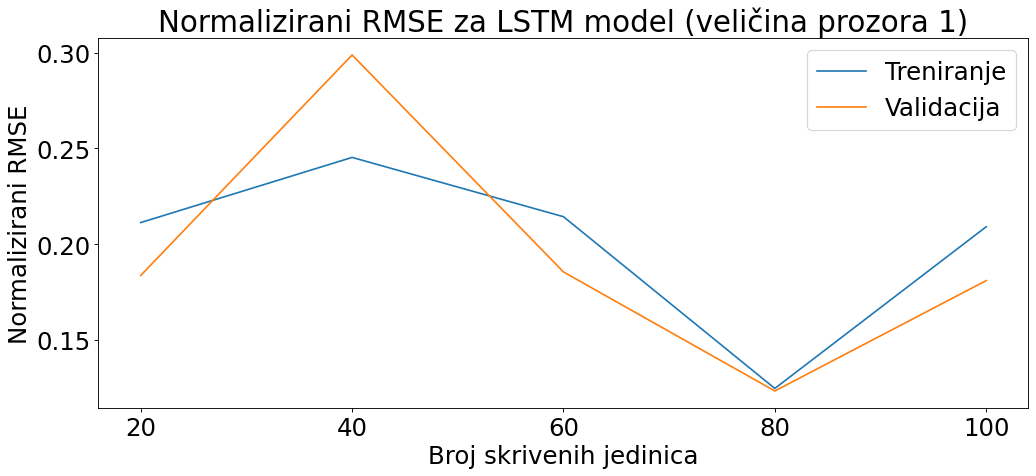 Normalizirani RMSE za LSTM model (veličina prozora 1)
Normalizirani RMSE
0.30
0.25
0.20
0.15
Treniranje
Validacija
20 40 60 80 100
Broj skrivenih jedinica